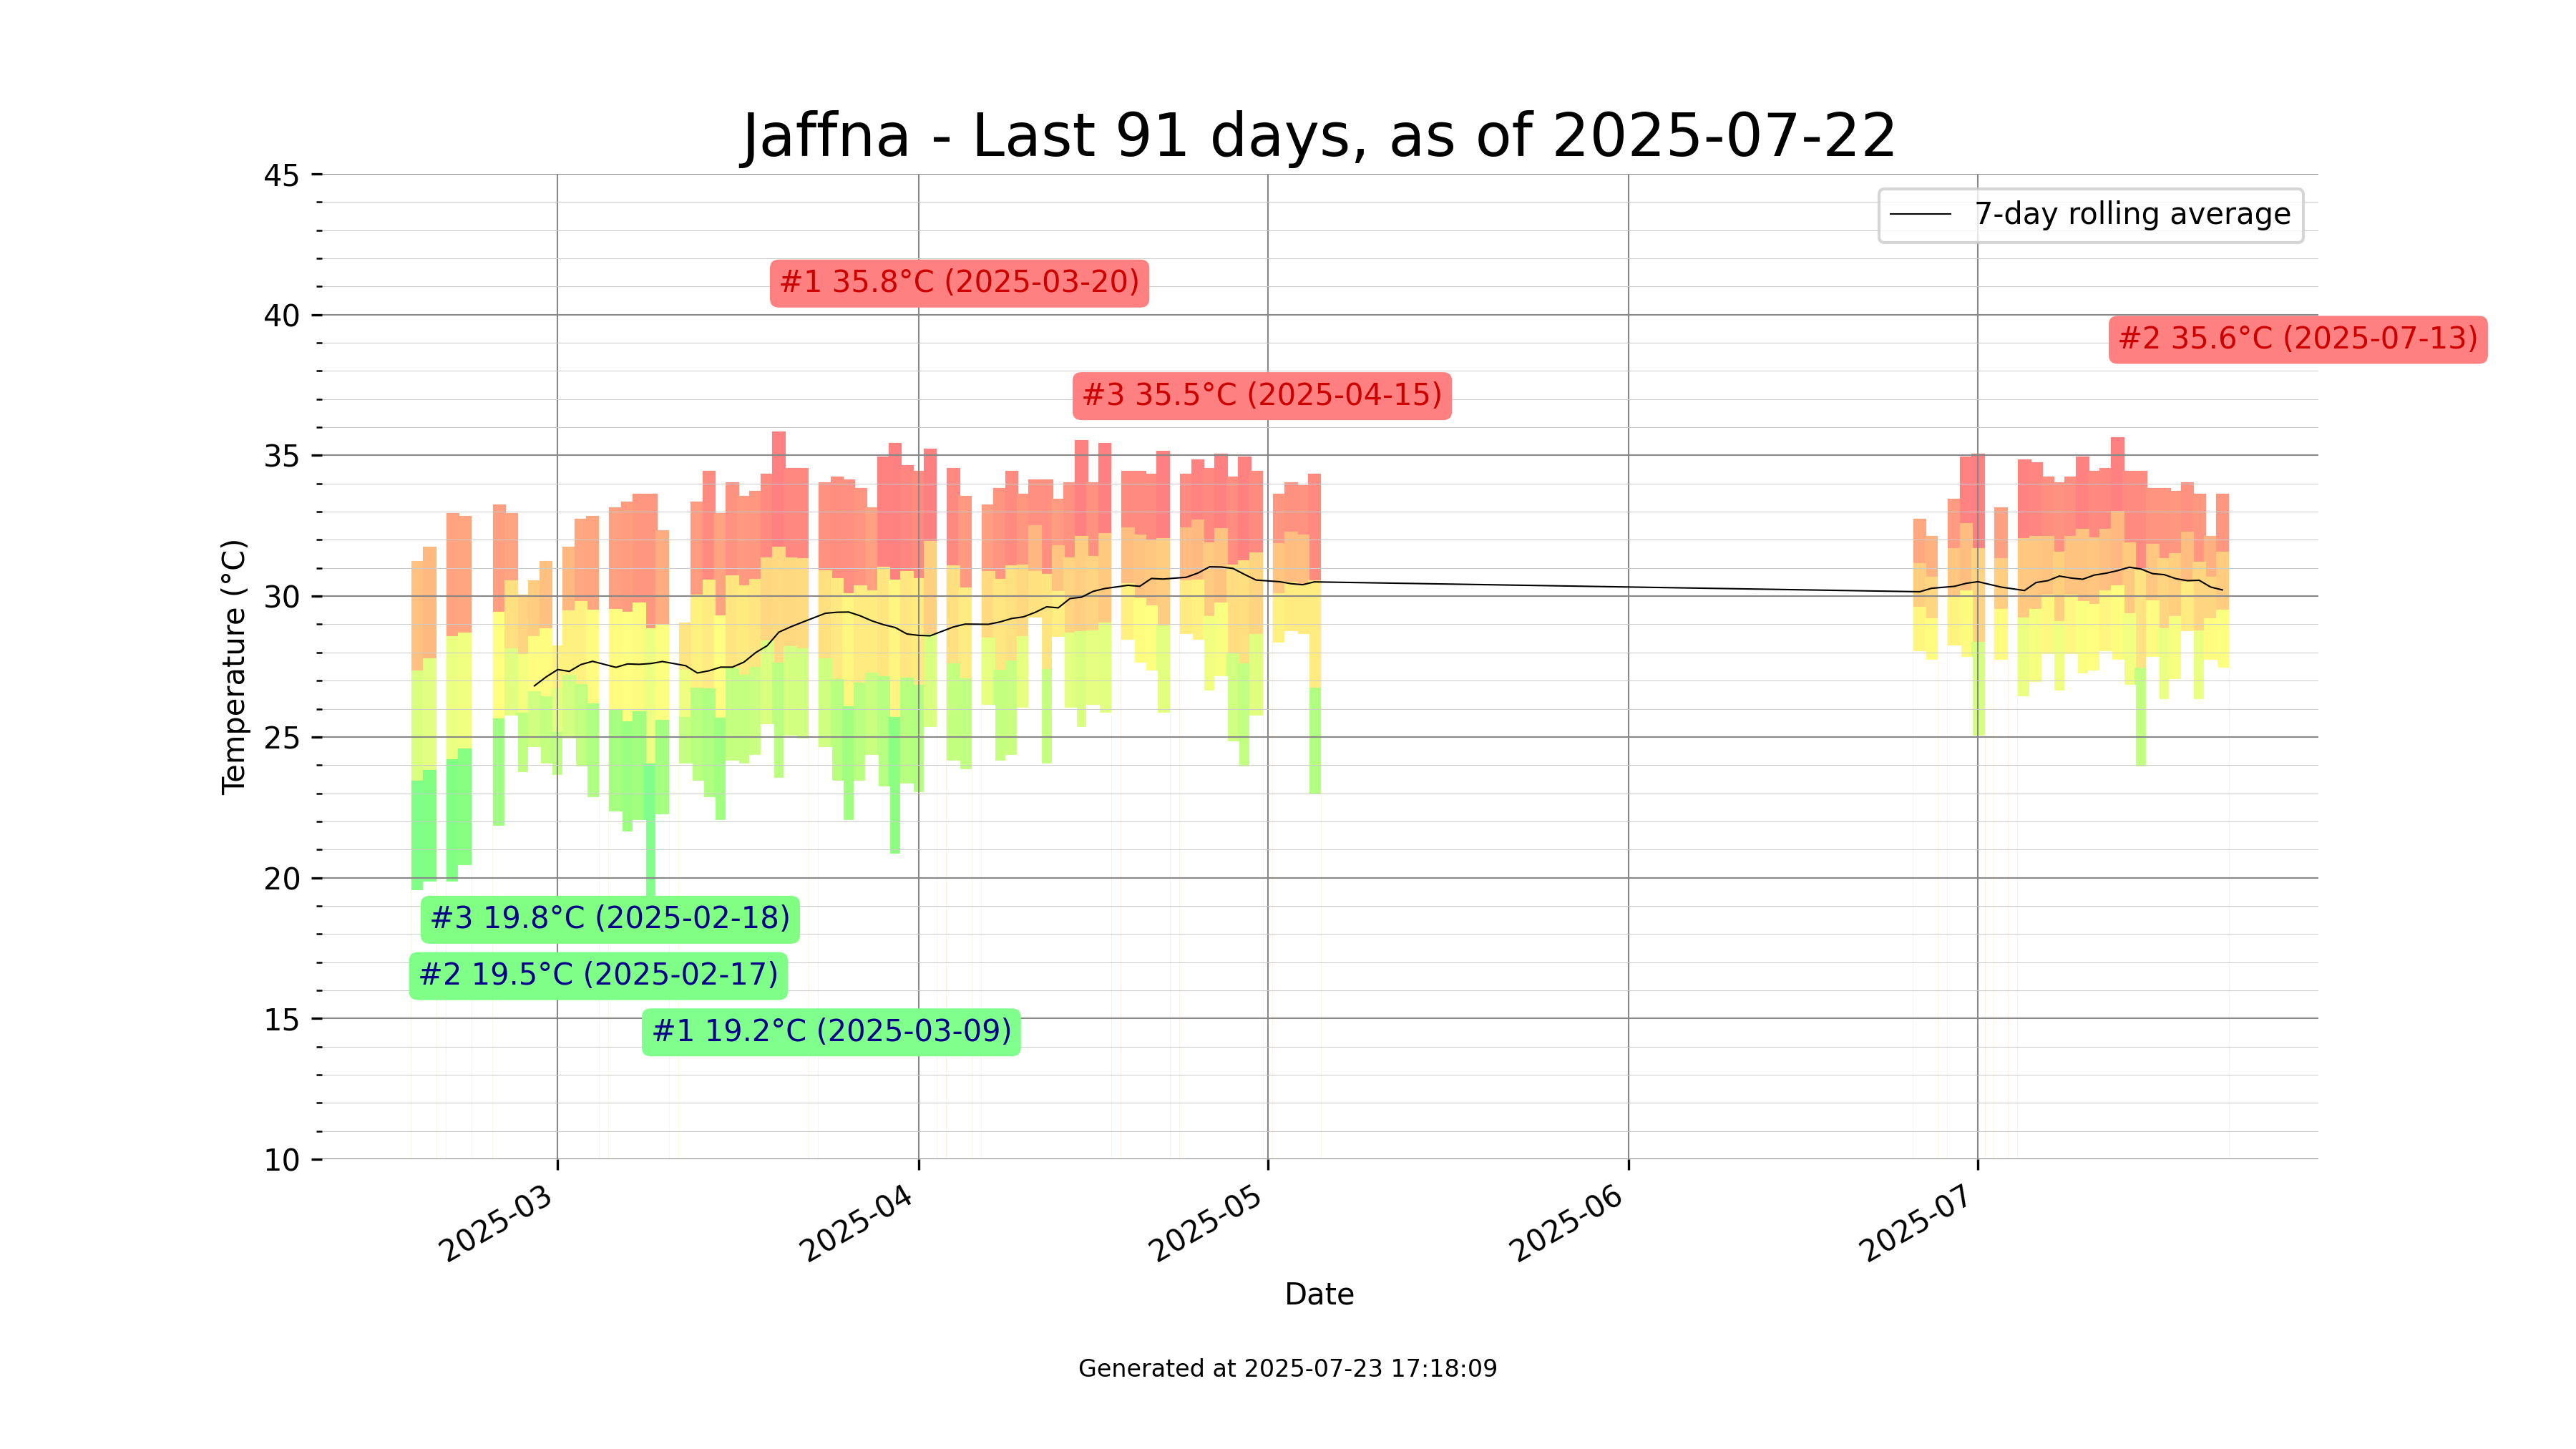 Jaffna - Last 91 days, as of 2025-07-22
45
40
35
30
25
20
15
10
Temperature (°C)
7-day rolling average
#1 35.8°C (2025-03-20)
#2 35.6°C (2025-07-13)
#3 35.5°C (2025-04-15)
#3 19.8°C (2025-02-18)
#2 19.5°C (2025-02-17)
#1 19.2°C (2025-03-09)
2025-03
2025-04
2025-05
2025-06
2025-07
Date
Generated at 2025-07-23 17:18:09